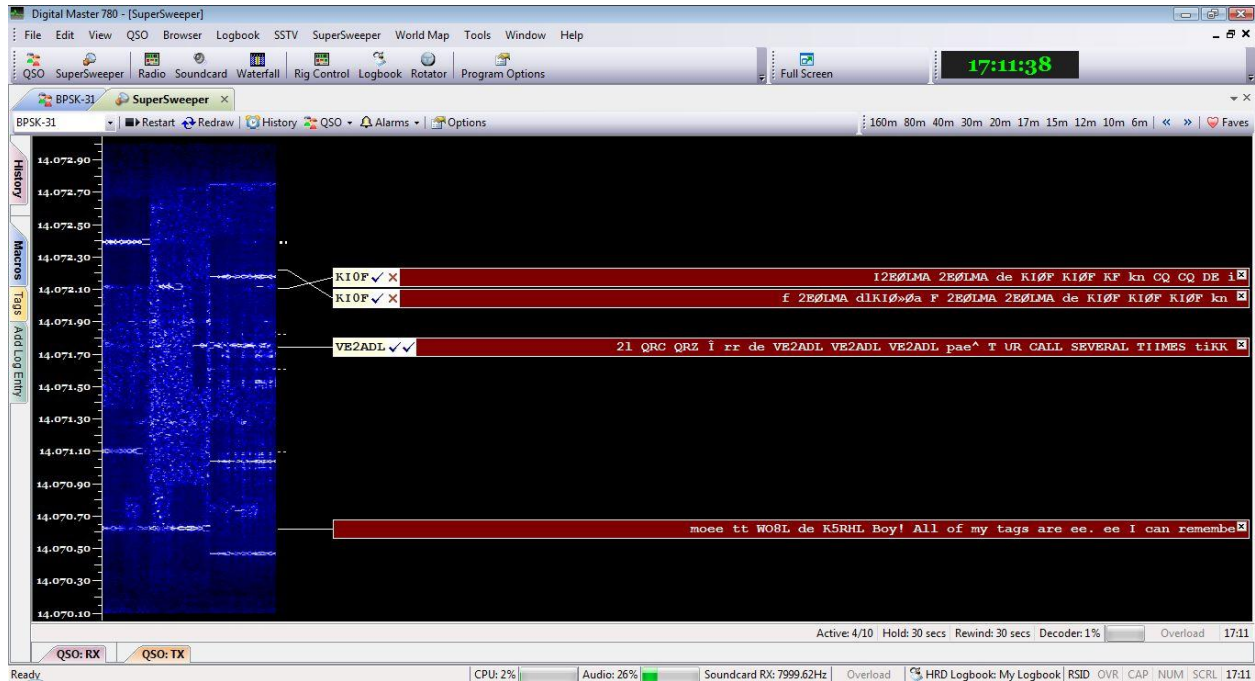 Digital Master 780 - [SuperSweeper]
File Edit View QSO Browser Logbook SSTV SuperSweeper World Map Tools Window Help
QSO SuperSweeper Radio Soundcard Waterfall Rig Control Logbook Rotator Program Options Full Screen 17:11:38
BPSK-31 SuperSweeper
BPSK-31 Restart Redraw History QSO Alarms Options 160m 80m 40m 30m 20m 17m 15m 12m 10m 6m « » Faves
History
Macros
Tags
Add Log Entry
14.072.90
14.072.70
14.072.50
14.072.30
KI0F I2EØLMA 2EØLMA de KIØF KIØF KF kn CQ CQ DE i
14.072.10
KI0F f 2EØLMA dlKIØ»Øa F 2EØLMA 2EØLMA de KIØF KIØF KIØF kn
14.071.90
VE2ADL 2l QRC QRZ Î rr de VE2ADL VE2ADL VE2ADL pae^ T UR CALL SEVERAL TIIMES tiKK
14.071.70
14.071.50
14.071.30
14.071.10
14.070.90
14.070.70
moee tt WO8L de K5RHL Boy! All of my tags are ee. ee I can remembe
14.070.50
14.070.30
14.070.10
Active: 4/10 Hold: 30 secs Rewind: 30 secs Decoder: 1% Overload 17:11
QSO: RX QSO: TX
Ready CPU: 2% Audio: 26% Soundcard RX: 7999.62Hz Overload HRD Logbook: My Logbook RSID OVR CAP NUM SCRL 17:11